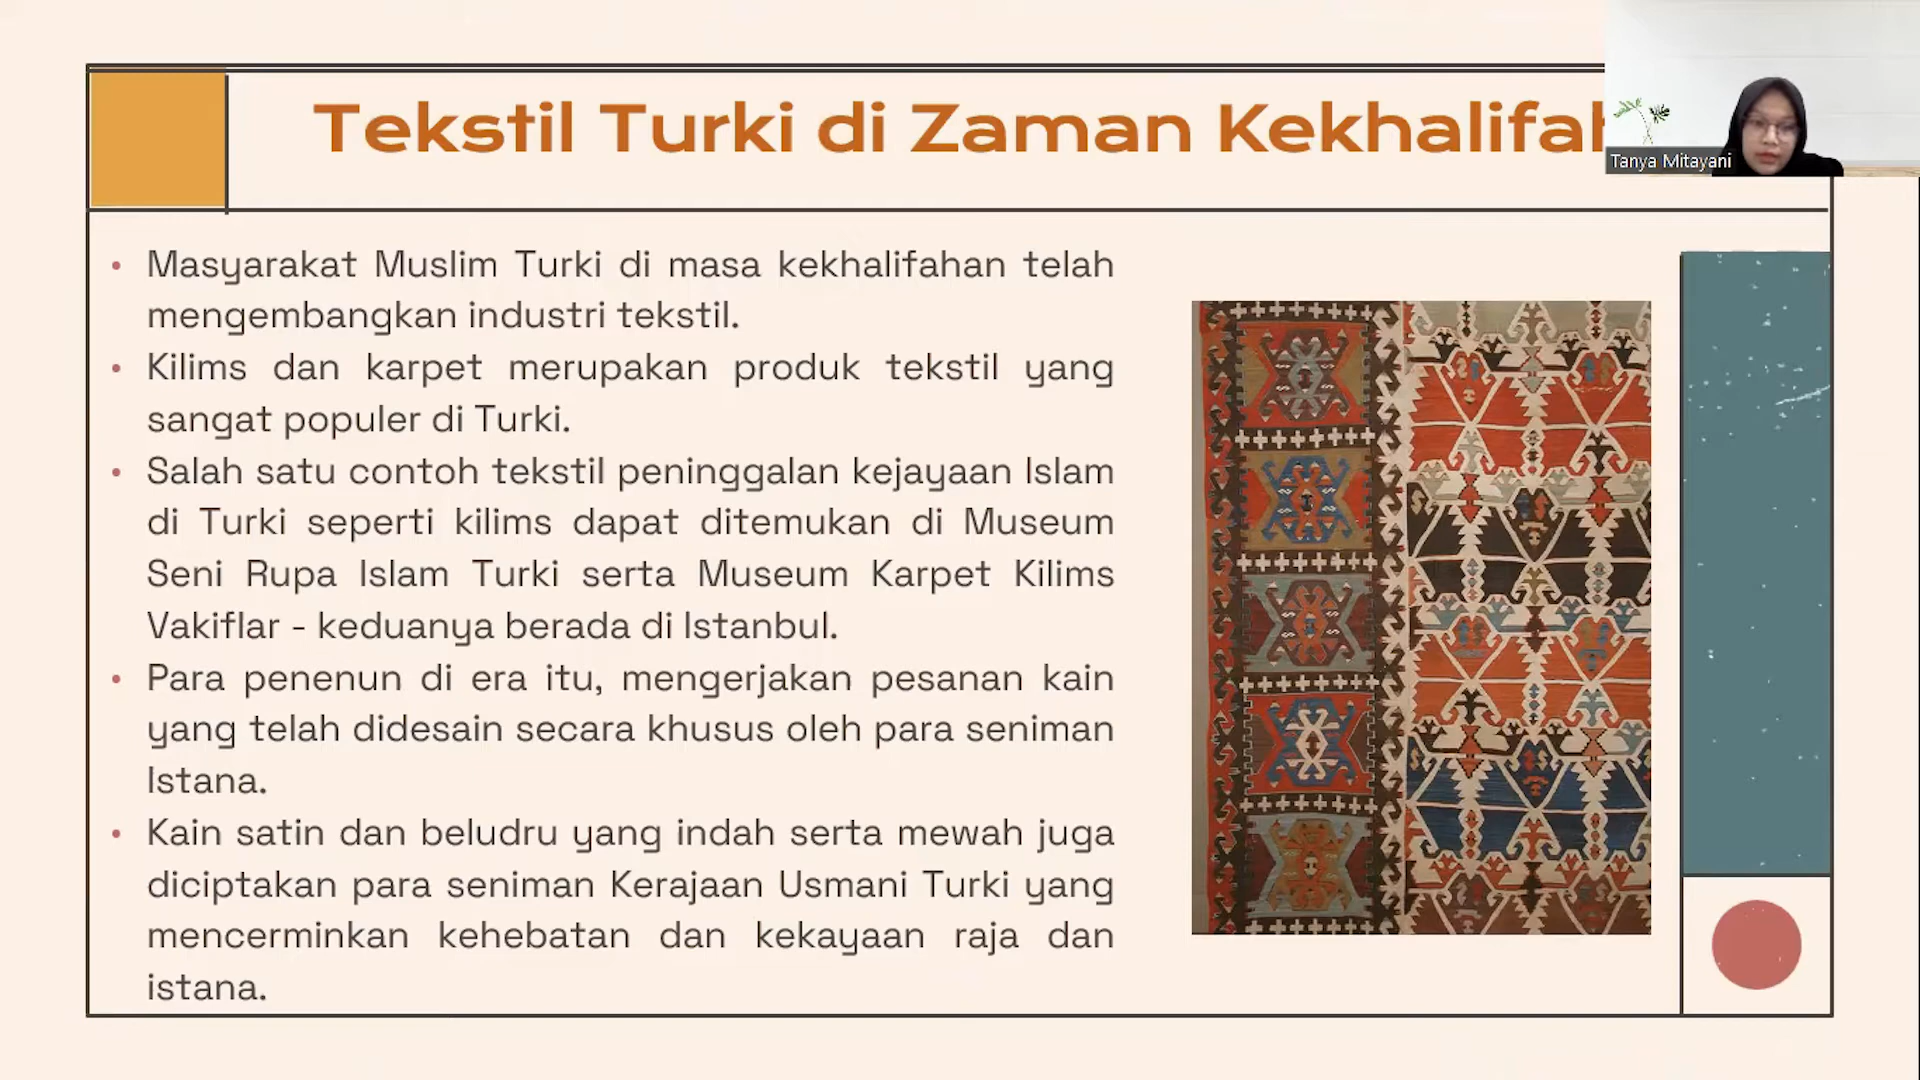 Tekstil Turki di Zaman Kekhalifah
Tanya Mitayani
Masyarakat Muslim Turki di masa kekhalifahan telah
mengembangkan industri tekstil.
Kilims dan karpet merupakan produk tekstil yang
sangat populer di Turki.
Salah satu contoh tekstil peninggalan kejayaan Islam
di Turki seperti kilims dapat ditemukan di Museum
Seni Rupa Islam Turki serta Museum Karpet Kilims
Vakiflar - keduanya berada di Istanbul.
Para penenun di era itu, mengerjakan pesanan kain
yang telah didesain secara khusus oleh para seniman
Istana.
Kain satin dan beludru yang indah serta mewah juga
diciptakan para seniman Kerajaan Usmani Turki yang
mencerminkan kehebatan dan kekayaan raja dan
istana.